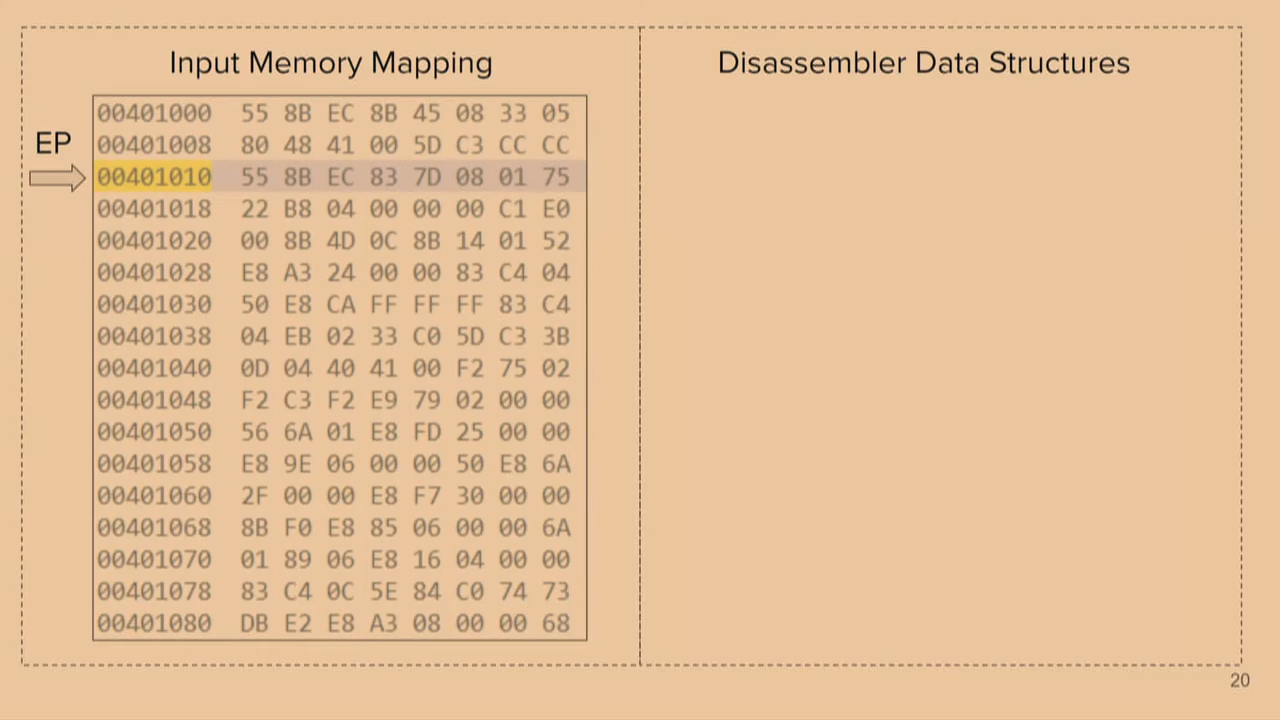 Input Memory Mapping
Disassembler Data Structures
EP
00401000 55 8B EC 8B 45 08 33 05
00401008 80 48 41 00 5D C3 CC CC
00401010 55 8B EC 83 7D 08 01 75
00401018 22 B8 04 00 00 00 C1 E0
00401020 00 8B 4D 0C 8B 14 01 52
00401028 E8 A3 24 00 00 83 C4 04
00401030 50 E8 CA FF FF FF 83 C4
00401038 04 EB 02 33 C0 5D C3 3B
00401040 0D 04 40 41 00 F2 75 02
00401048 F2 C3 F2 E9 79 02 00 00
00401050 56 6A 01 E8 FD 25 00 00
00401058 E8 9E 06 00 00 50 E8 6A
00401060 2F 00 00 E8 F7 30 00 00
00401068 8B F0 E8 85 06 00 00 6A
00401070 01 89 06 E8 16 04 00 00
00401078 83 C4 0C 5E 84 C0 74 73
00401080 DB E2 E8 A3 08 00 00 68
20